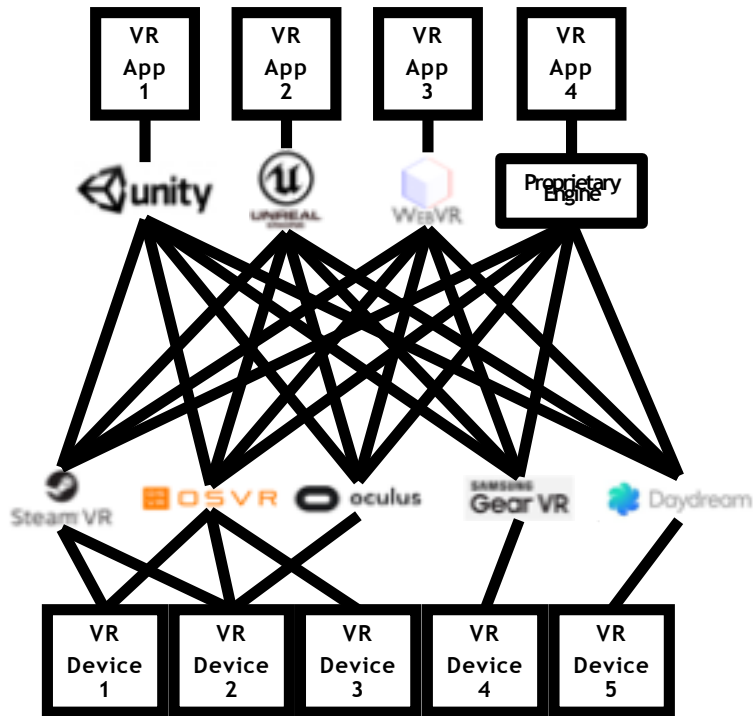 VR
App
1
VR
App
2
VR
App
3
VR
App
4
unity
UNREAL
WEBVR
Proprietary
Engine
Steam VR
OSVR
oculus
SAMSUNG
Gear VR
Daydream
VR
Device
1
VR
Device
2
VR
Device
3
VR
Device
4
VR
Device
5